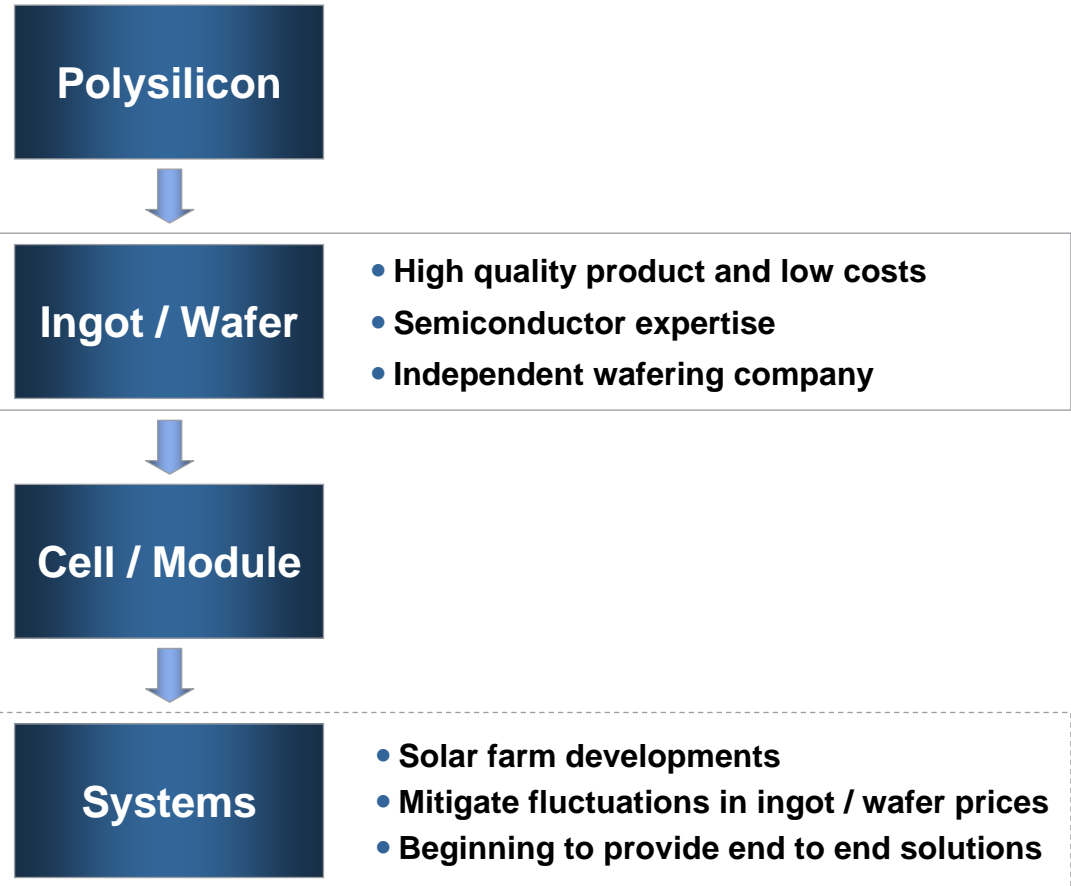 Polysilicon
Ingot / Wafer
• High quality product and low costs
• Semiconductor expertise
• Independent wafering company
Cell / Module
Systems
• Solar farm developments
• Mitigate fluctuations in ingot / wafer prices
• Beginning to provide end to end solutions